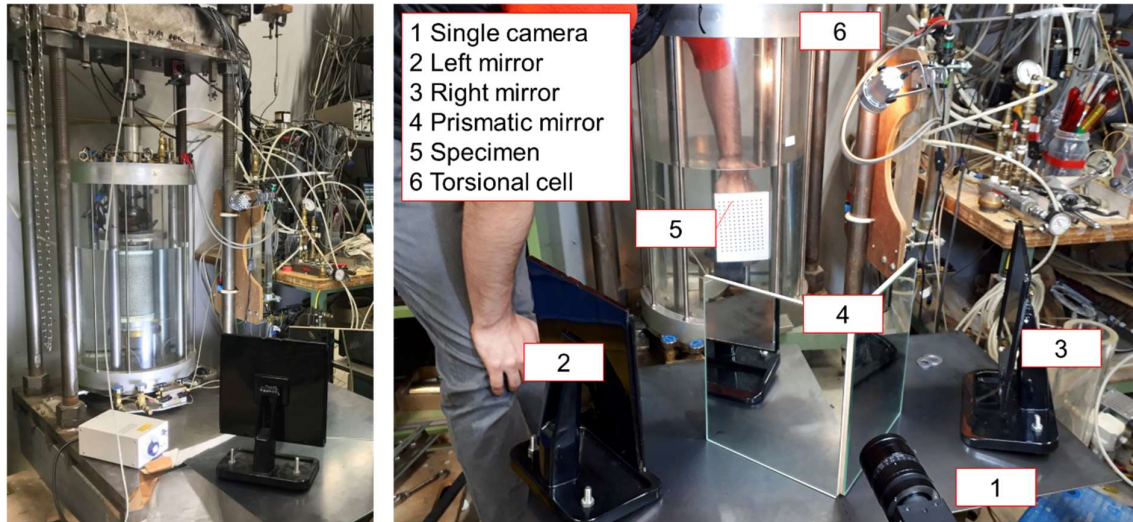 1 Single camera
2 Left mirror
3 Right mirror
4 Prismatic mirror
5 Specimen
6 Torsional cell
6
5
4
2
3
1